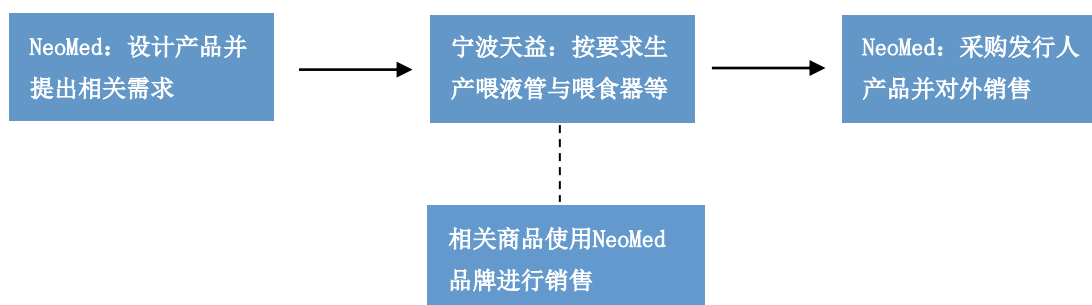 NeoMed：设计产品并
提出相关需求
宁波天益：按要求生
产喂液管与喂食器等
NeoMed：采购发行人
产品并对外销售
相关商品使用NeoMed
品牌进行销售